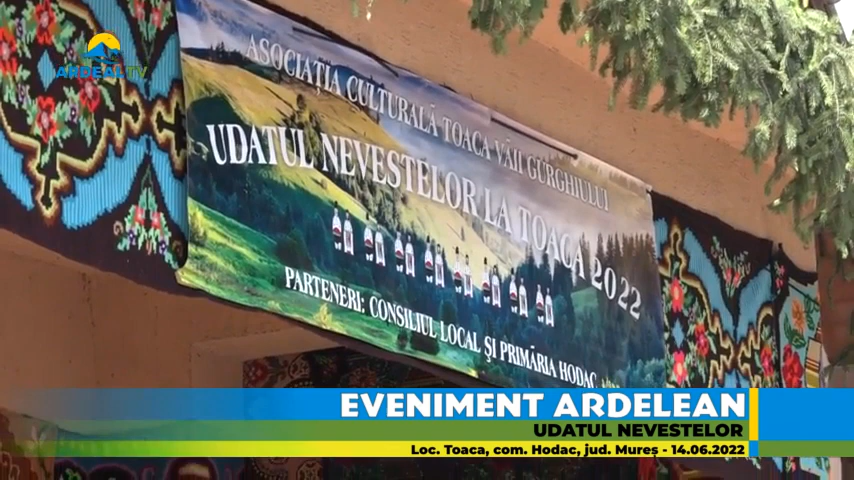 ARDEAL TV
ASOCIAȚIA CULTURALĂ TOACA VĂII GURGHIULUI
UDATUL NEVESTELOR LA TOACA 2022
PARTENERI: CONSILIUL LOCAL ŞI PRIMĂRIA HODAC
EVENIMENT ARDELEAN
UDATUL NEVESTELOR
Loc. Toaca, com. Hodac, jud. Mureș - 14.06.2022